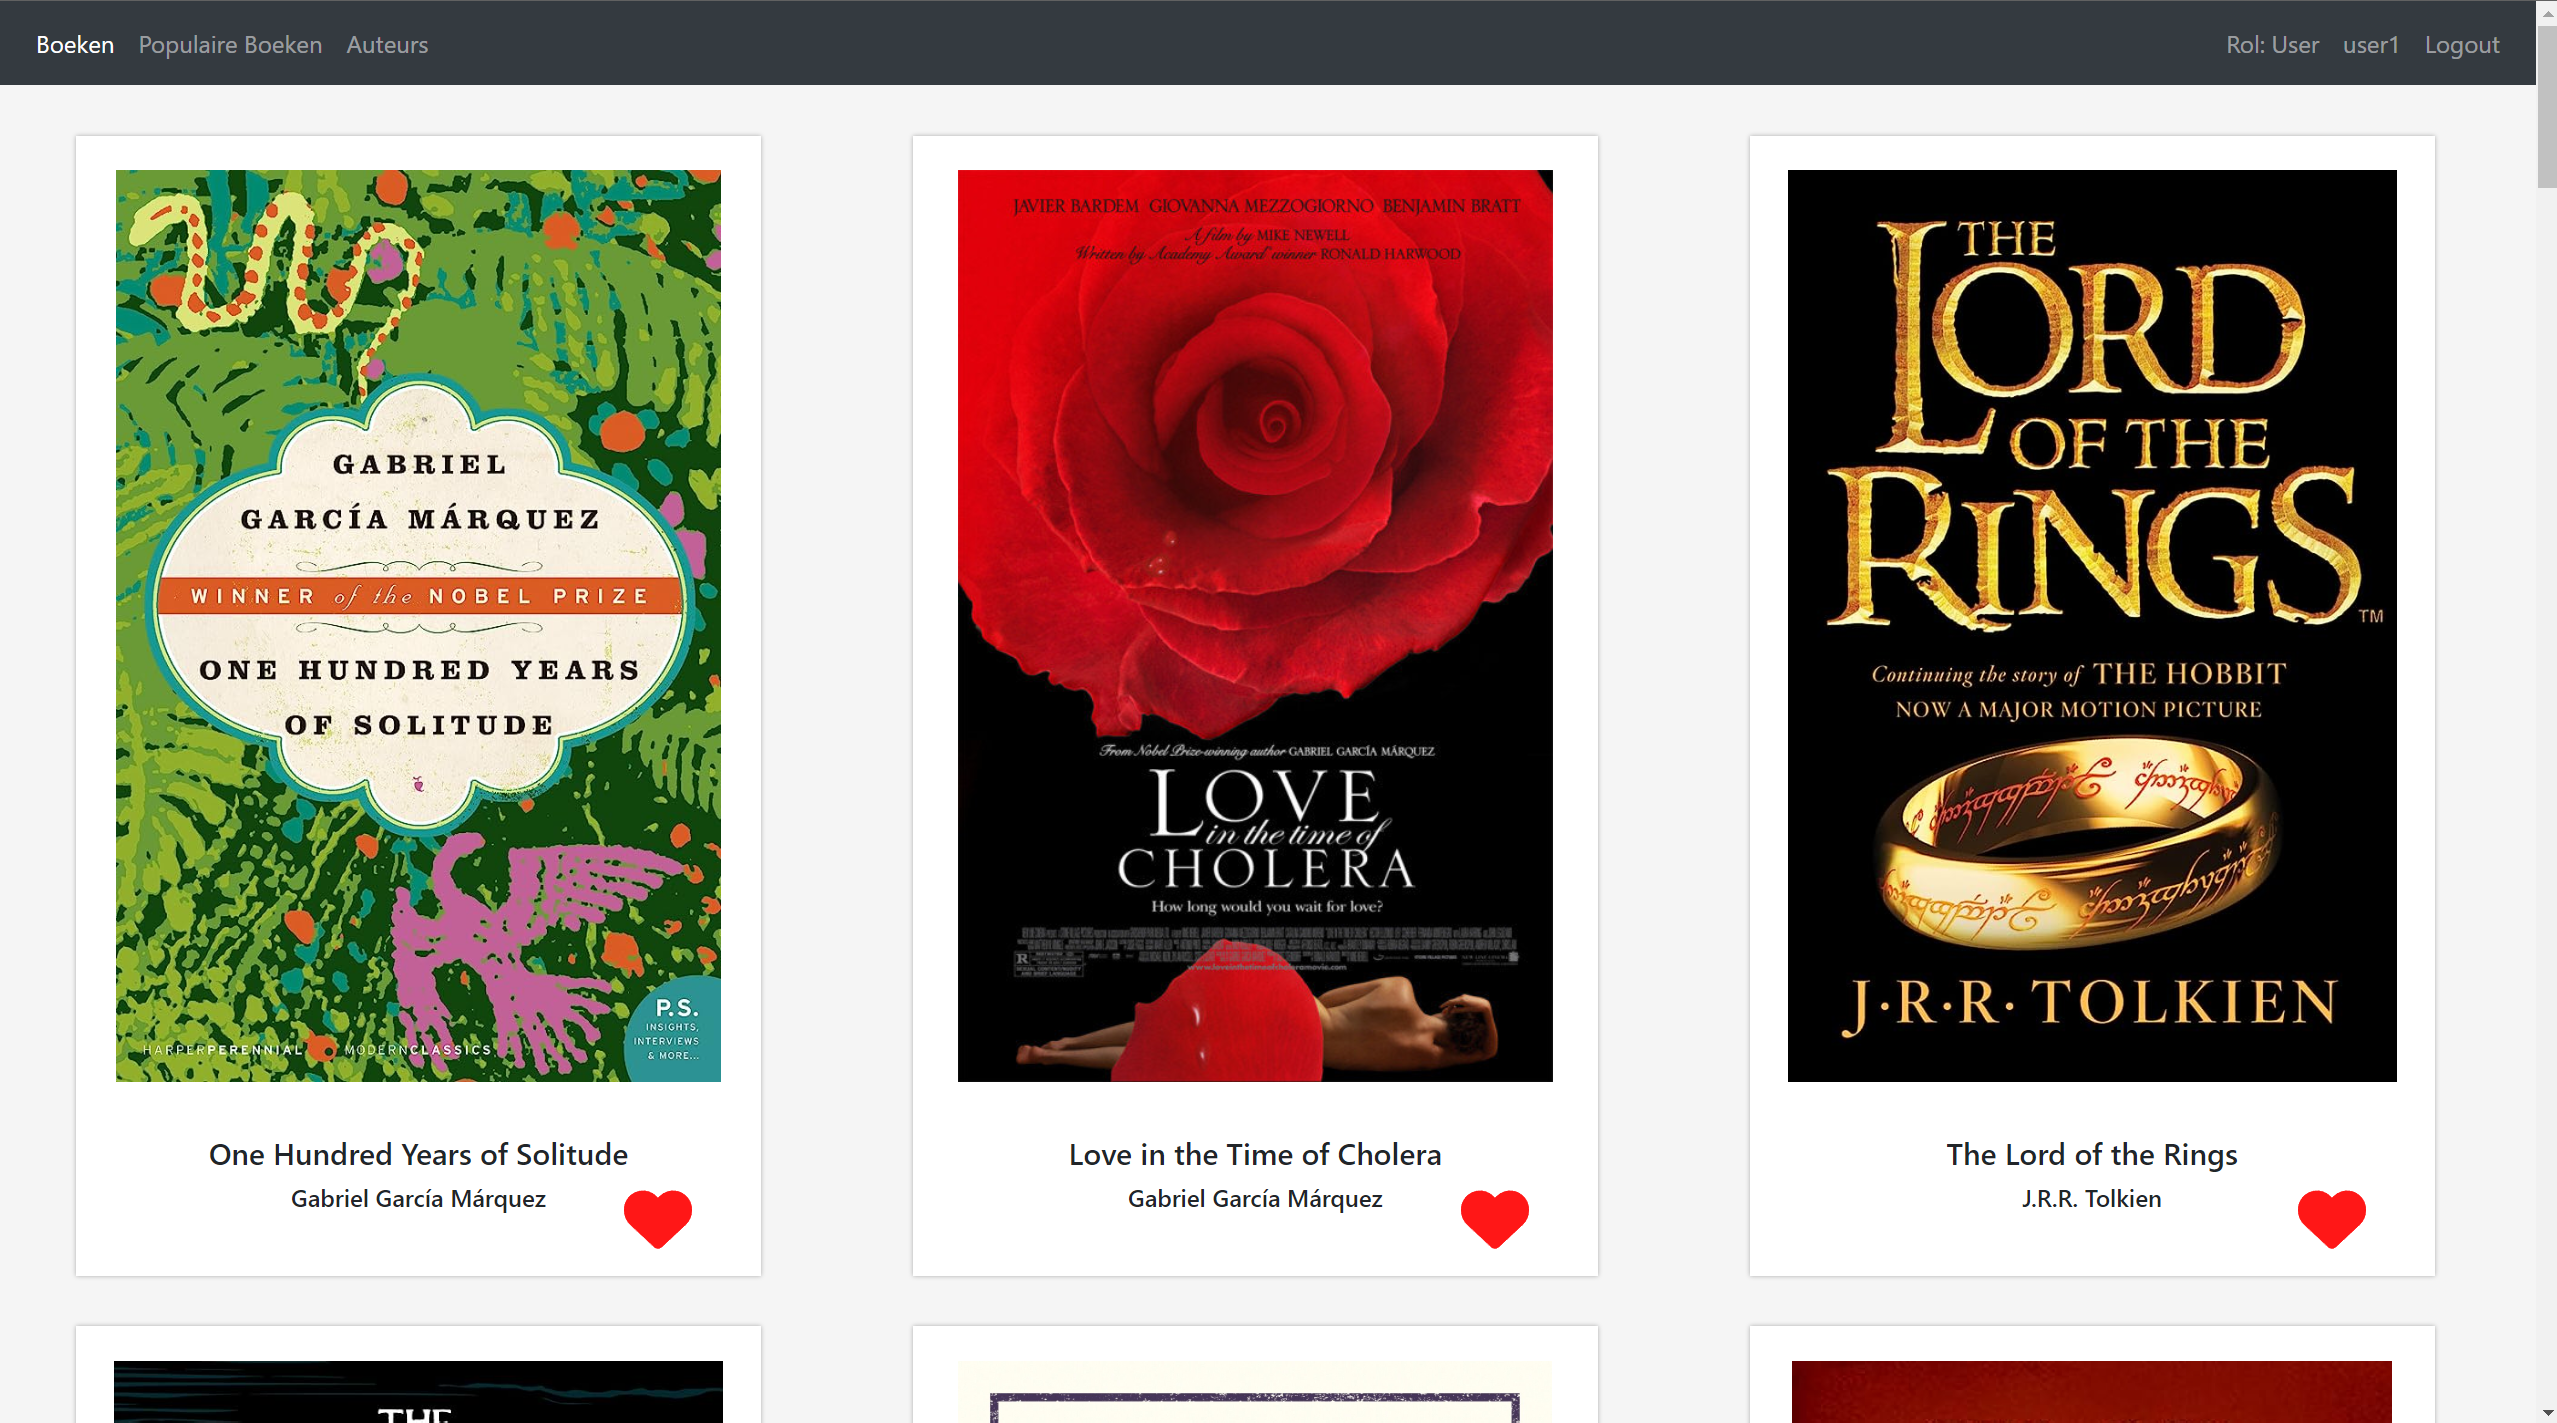 Boeken Populaire Boeken Auteurs Rol: User user1 Logout
GABRIEL
GARCÍA MÁRQUEZ
WINNER of the NOBEL PRIZE
ONE HUNDRED YEARS
OF SOLITUDE
P.S.
INSIGHTS,
INTERVIEWS
& MORE...
HARPERPERENNIAL MODERNCLASSICS
One Hundred Years of Solitude
Gabriel García Márquez
JAVIER BARDEM GIOVANNA MEZZOGIORNO BENJAMIN BRATT
A film by MIKE NEWELL
Written by Academy Award® winner RONALD HARWOOD
From Nobel Prize-winning author GABRIEL GARCÍA MÁRQUEZ
LOVE
in the time of
CHOLERA
How long would you wait for love?
R
www.loveinthetimeofcholeramovie.com
Love in the Time of Cholera
Gabriel García Márquez
THE
LORD
OF THE
RINGS™
Continuing the story of THE HOBBIT
NOW A MAJOR MOTION PICTURE
J·R·R·TOLKIEN
The Lord of the Rings
J.R.R. Tolkien
THE